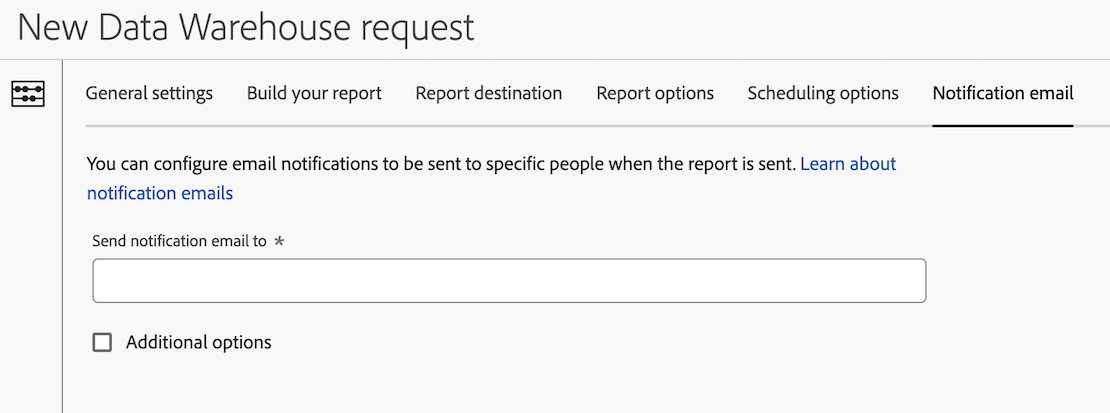 New Data Warehouse request
General settings Build your report Report destination Report options Scheduling options Notification email
You can configure email notifications to be sent to specific people when the report is sent. Learn about
notification emails
Send notification email to *
Additional options